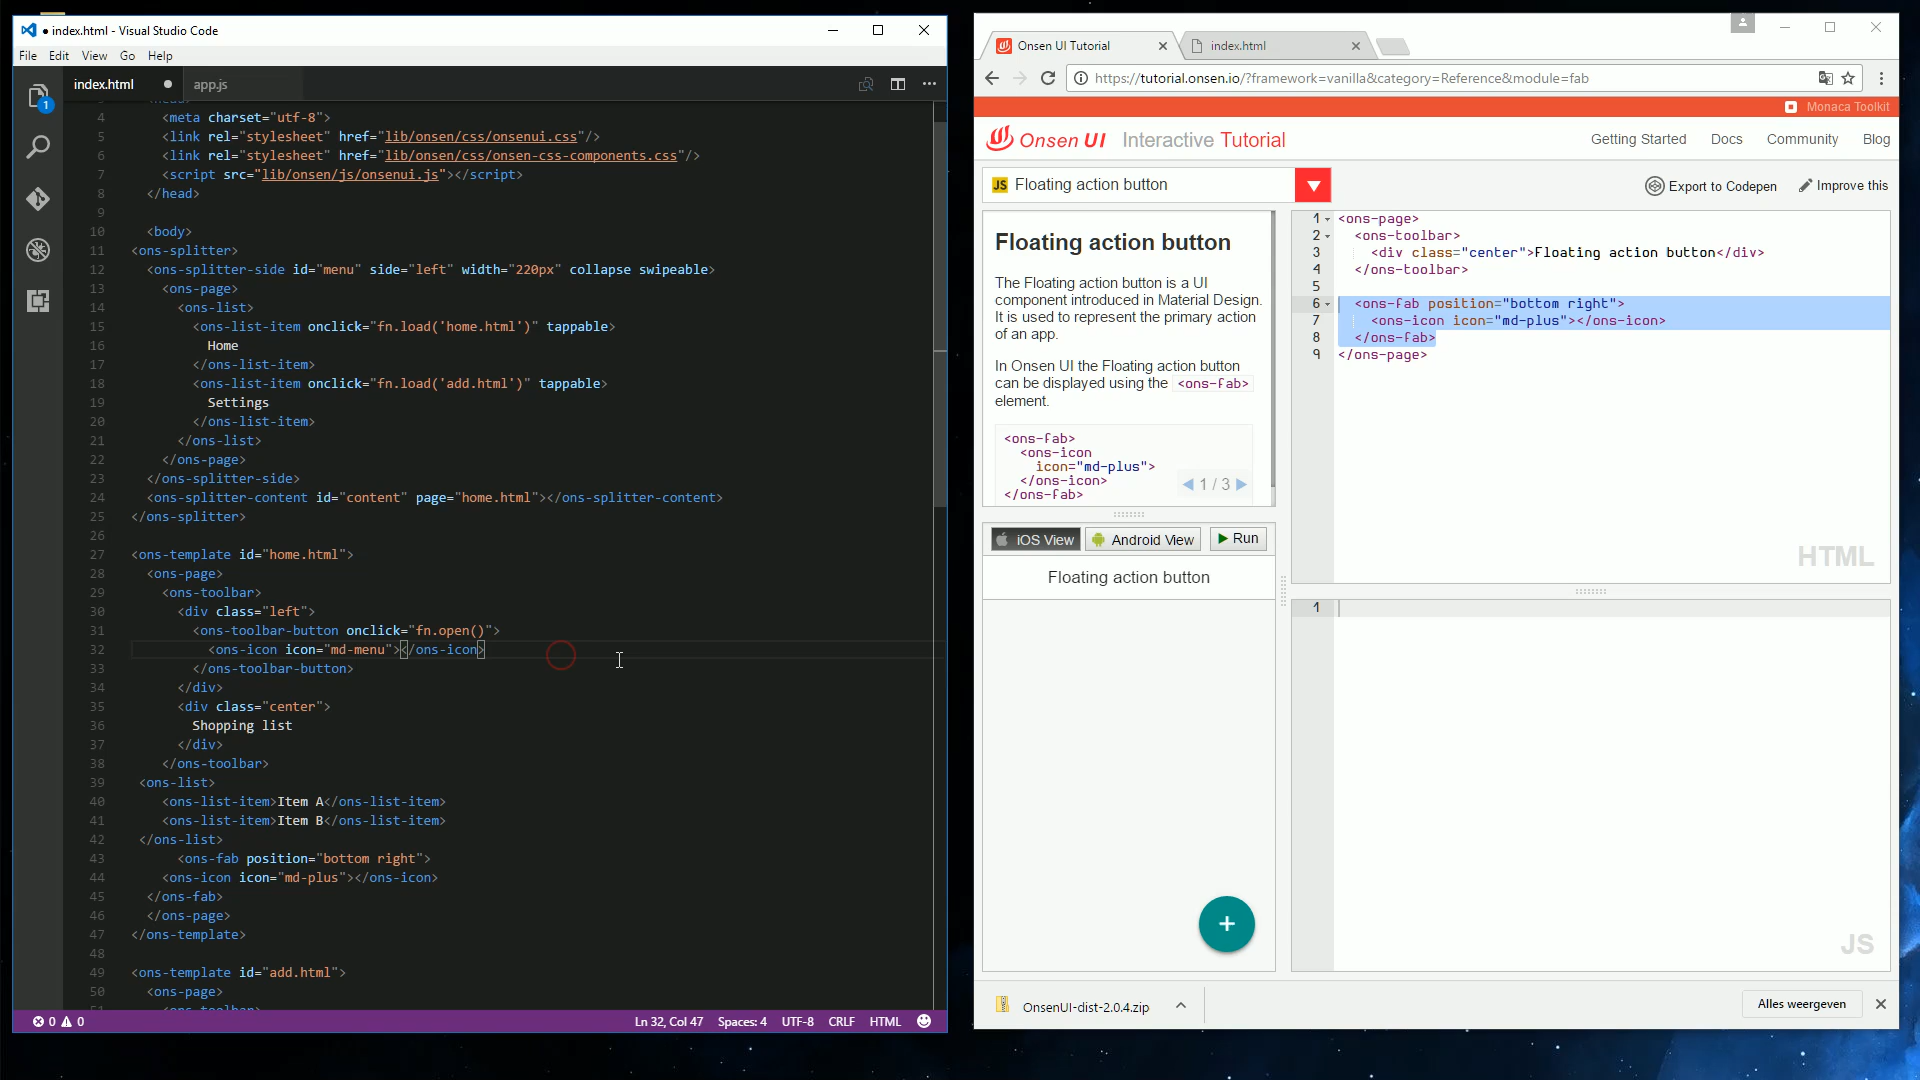 ● index.html - Visual Studio Code
File Edit View Go Help
index.html ● app.js
1
4 <meta charset="utf-8">
5 <link rel="stylesheet" href="lib/onsen/css/onsenui.css"/>
6 <link rel="stylesheet" href="lib/onsen/css/onsen-css-components.css"/>
7 <script src="lib/onsen/js/onsenui.js"></script>
8 </head>
9
10 <body>
11 <ons-splitter>
12 <ons-splitter-side id="menu" side="left" width="220px" collapse swipeable>
13 <ons-page>
14 <ons-list>
15 <ons-list-item onclick="fn.load('home.html')" tappable>
16 Home
17 </ons-list-item>
18 <ons-list-item onclick="fn.load('add.html')" tappable>
19 Settings
20 </ons-list-item>
21 </ons-list>
22 </ons-page>
23 </ons-splitter-side>
24 <ons-splitter-content id="content" page="home.html"></ons-splitter-content>
25 </ons-splitter>
26
27 <ons-template id="home.html">
28 <ons-page>
29 <ons-toolbar>
30 <div class="left">
31 <ons-toolbar-button onclick="fn.open()">
32 <ons-icon icon="md-menu"></ons-icon>
33 </ons-toolbar-button>
34 </div>
35 <div class="center">
36 Shopping list
37 </div>
38 </ons-toolbar>
39 <ons-list>
40 <ons-list-item>Item A</ons-list-item>
41 <ons-list-item>Item B</ons-list-item>
42 </ons-list>
43 <ons-fab position="bottom right">
44 <ons-icon icon="md-plus"></ons-icon>
45 </ons-fab>
46 </ons-page>
47 </ons-template>
48
49 <ons-template id="add.html">
50 <ons-page>
0 0 Ln 32, Col 47 Spaces: 4 UTF-8 CRLF HTML
Onsen UI Tutorial index.html
https://tutorial.onsen.io/?framework=vanilla&category=Reference&module=fab
Monaca Toolkit
Onsen UI Interactive Tutorial Getting Started Docs Community Blog
JS Floating action button Export to Codepen Improve this
Floating action button
The Floating action button is a UI
component introduced in Material Design.
It is used to represent the primary action
of an app.
In Onsen UI the Floating action button
can be displayed using the <ons-fab>
element.
<ons-fab>
<ons-icon
icon="md-plus">
</ons-icon>
</ons-fab>
1 / 3
iOS View Android View Run
Floating action button
+
1 <ons-page>
2 <ons-toolbar>
3 <div class="center">Floating action button</div>
4 </ons-toolbar>
5
6 <ons-fab position="bottom right">
7 <ons-icon icon="md-plus"></ons-icon>
8 </ons-fab>
9 </ons-page>
HTML
1
JS
OnsenUI-dist-2.0.4.zip Alles weergeven